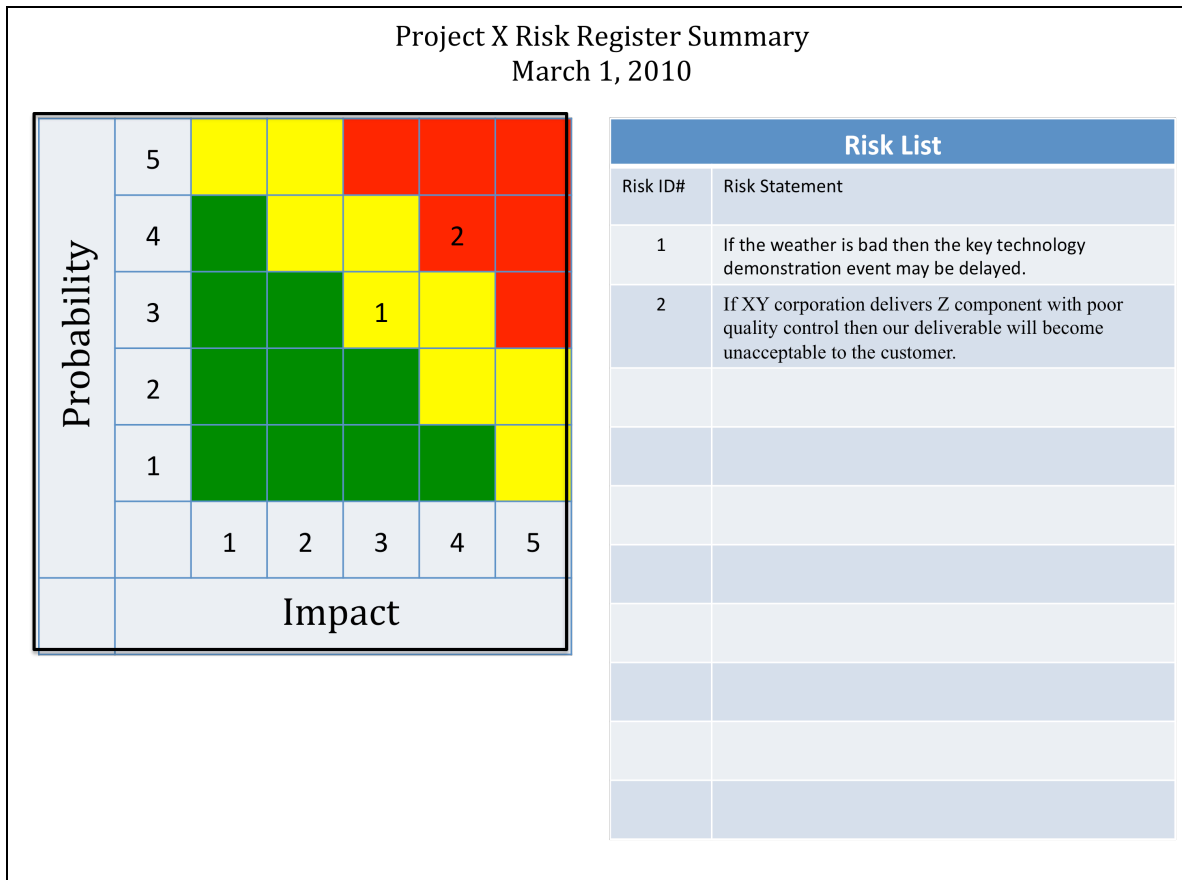 Project X Risk Register Summary
March 1, 2010
Probability
5
4
2
3
1
2
1
1
2
3
4
5
Impact
Risk List
Risk ID# Risk Statement
1 If the weather is bad then the key technology
demonstration event may be delayed.
2 If XY corporation delivers Z component with poor
quality control then our deliverable will become
unacceptable to the customer.